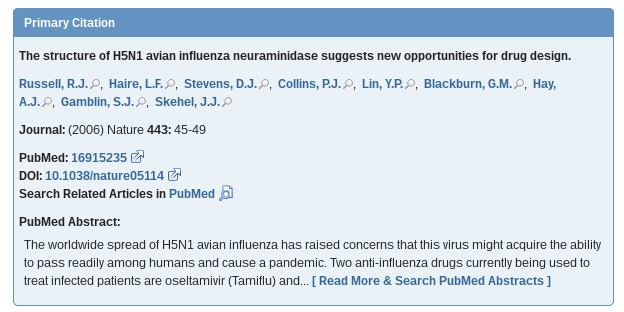 Primary Citation
The structure of H5N1 avian influenza neuraminidase suggests new opportunities for drug design.
Russell, R.J., Haire, L.F., Stevens, D.J., Collins, P.J., Lin, Y.P., Blackburn, G.M., Hay,
A.J., Gamblin, S.J., Skehel, J.J.
Journal: (2006) Nature 443: 45-49
PubMed: 16915235
DOI: 10.1038/nature05114
Search Related Articles in PubMed
PubMed Abstract:
The worldwide spread of H5N1 avian influenza has raised concerns that this virus might acquire the ability
to pass readily among humans and cause a pandemic. Two anti-influenza drugs currently being used to
treat infected patients are oseltamivir (Tamiflu) and... [ Read More & Search PubMed Abstracts ]